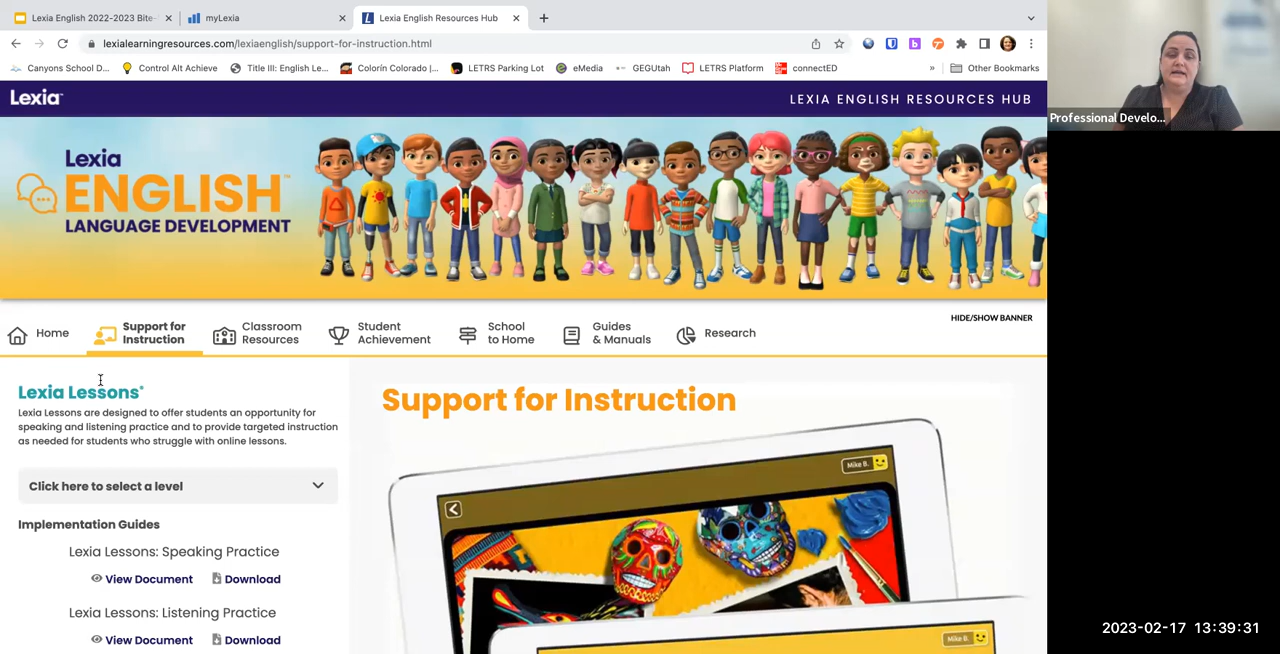 Lexia English 2022-2023 Bite-
myLexia
Lexia English Resources Hub
lexialearningresources.com/lexiaenglish/support-for-instruction.html
Canyons School D...
Control Alt Achieve
Title III: English Le...
Colorín Colorado |...
LETRS Parking Lot
eMedia
GEGUtah
LETRS Platform
connectED
»
Other Bookmarks
Lexia
LEXIA ENGLISH RESOURCES HUB
Lexia
ENGLISH™
LANGUAGE DEVELOPMENT
Home
Support for
Instruction
Classroom
Resources
Student
Achievement
School
to Home
Guides
& Manuals
Research
HIDE/SHOW BANNER
Lexia Lessons®
Lexia Lessons are designed to offer students an opportunity for
speaking and listening practice and to provide targeted instruction
as needed for students who struggle with online lessons.
Click here to select a level
Implementation Guides
Lexia Lessons: Speaking Practice
View Document Download
Lexia Lessons: Listening Practice
View Document Download
Support for Instruction
Mike B.
Mike B.
Professional Develo...
2023-02-17 13:39:31